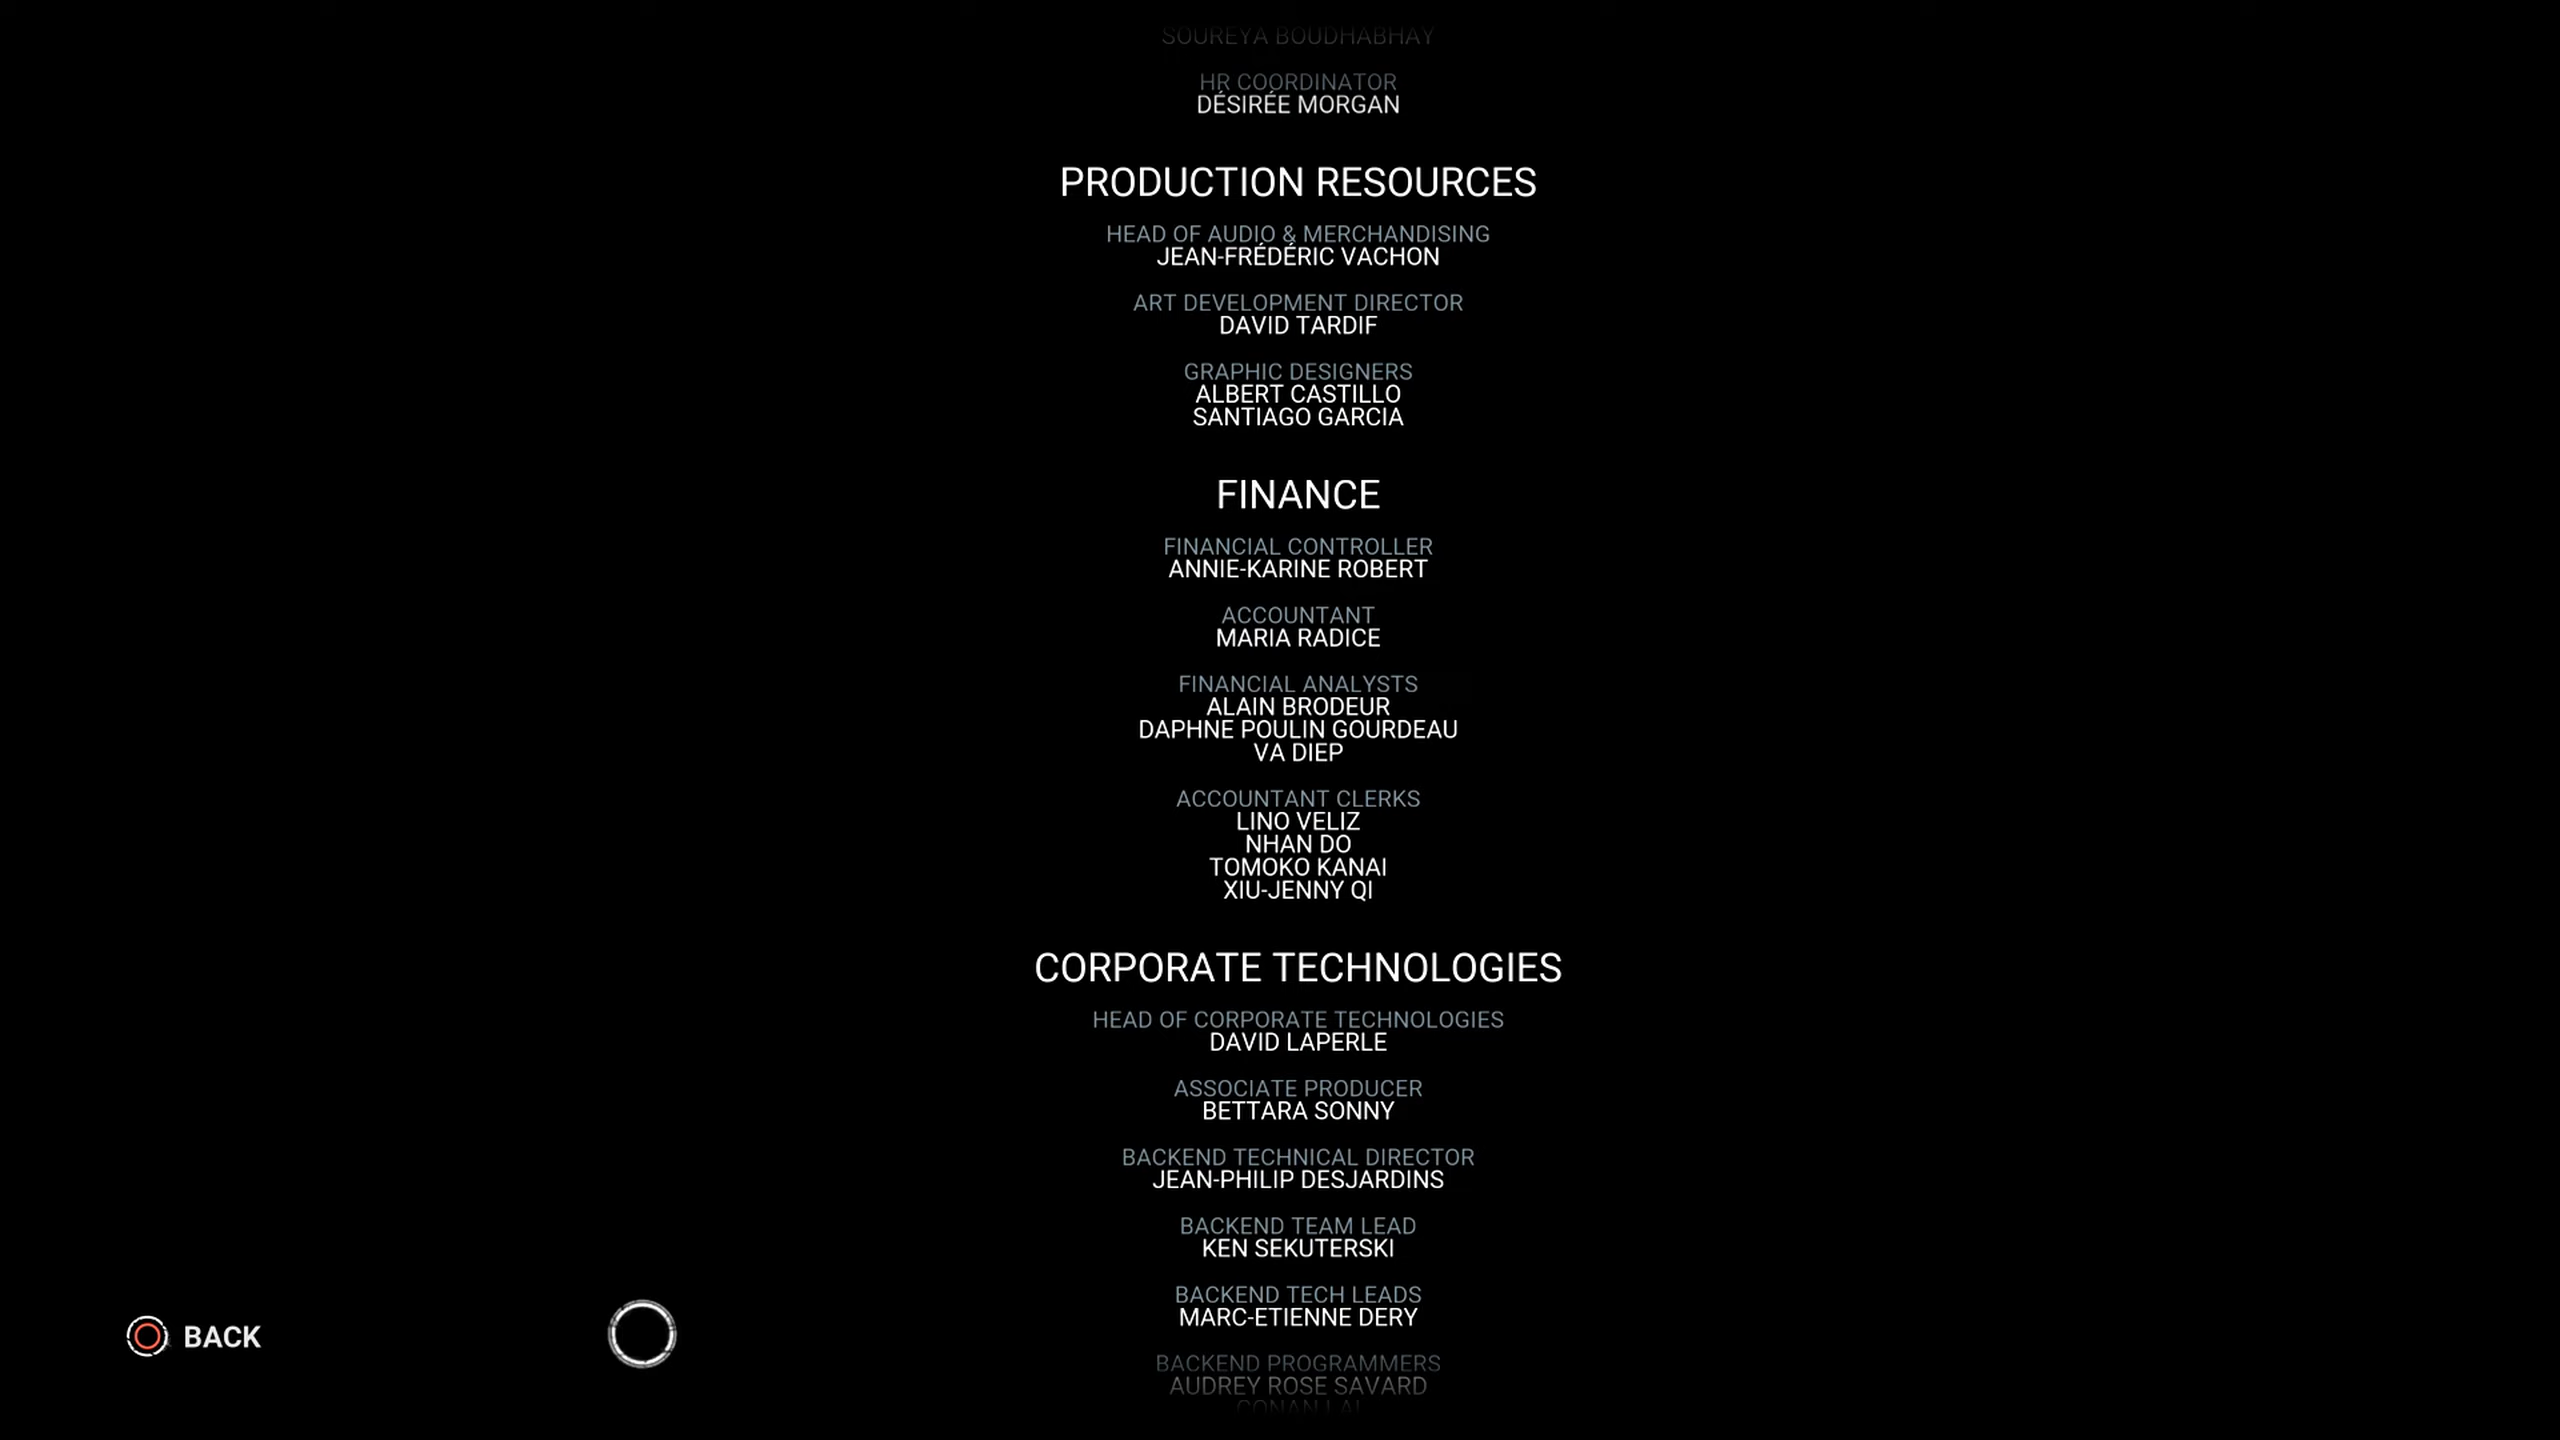 SOUREYA BOUDHABHAY
HR COORDINATOR
DÉSIRÉE MORGAN
PRODUCTION RESOURCES
HEAD OF AUDIO & MERCHANDISING
JEAN-FRÉDÉRIC VACHON
ART DEVELOPMENT DIRECTOR
DAVID TARDIF
GRAPHIC DESIGNERS
ALBERT CASTILLO
SANTIAGO GARCIA
FINANCE
FINANCIAL CONTROLLER
ANNIE-KARINE ROBERT
ACCOUNTANT
MARIA RADICE
FINANCIAL ANALYSTS
ALAIN BRODEUR
DAPHNE POULIN GOURDEAU
VA DIEP
ACCOUNTANT CLERKS
LINO VELIZ
NHAN DO
TOMOKO KANAI
XIU-JENNY QI
CORPORATE TECHNOLOGIES
HEAD OF CORPORATE TECHNOLOGIES
DAVID LAPERLE
ASSOCIATE PRODUCER
BETTARA SONNY
BACKEND TECHNICAL DIRECTOR
JEAN-PHILIP DESJARDINS
BACKEND TEAM LEAD
KEN SEKUTERSKI
BACKEND TECH LEADS
MARC-ETIENNE DERY
BACKEND PROGRAMMERS
AUDREY ROSE SAVARD
CONAN LAI
BACK